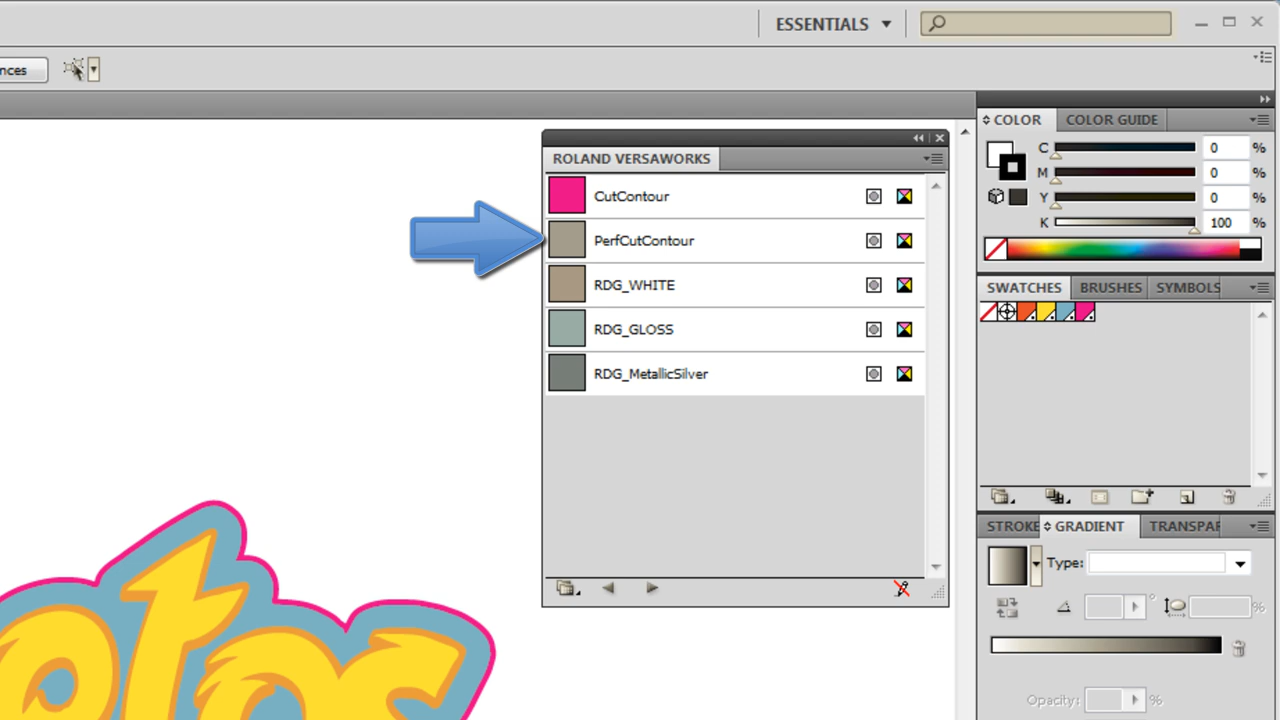 ESSENTIALS
nces
COLOR COLOR GUIDE
C 0 %
M 0 %
Y 0 %
K 100 %
ROLAND VERSAWORKS
CutContour
PerfCutContour
RDG_WHITE
RDG_GLOSS
RDG_MetallicSilver
SWATCHES BRUSHES SYMBOLS
STROKE GRADIENT TRANSPAR
Type:
°
%
Opacity: %
otos